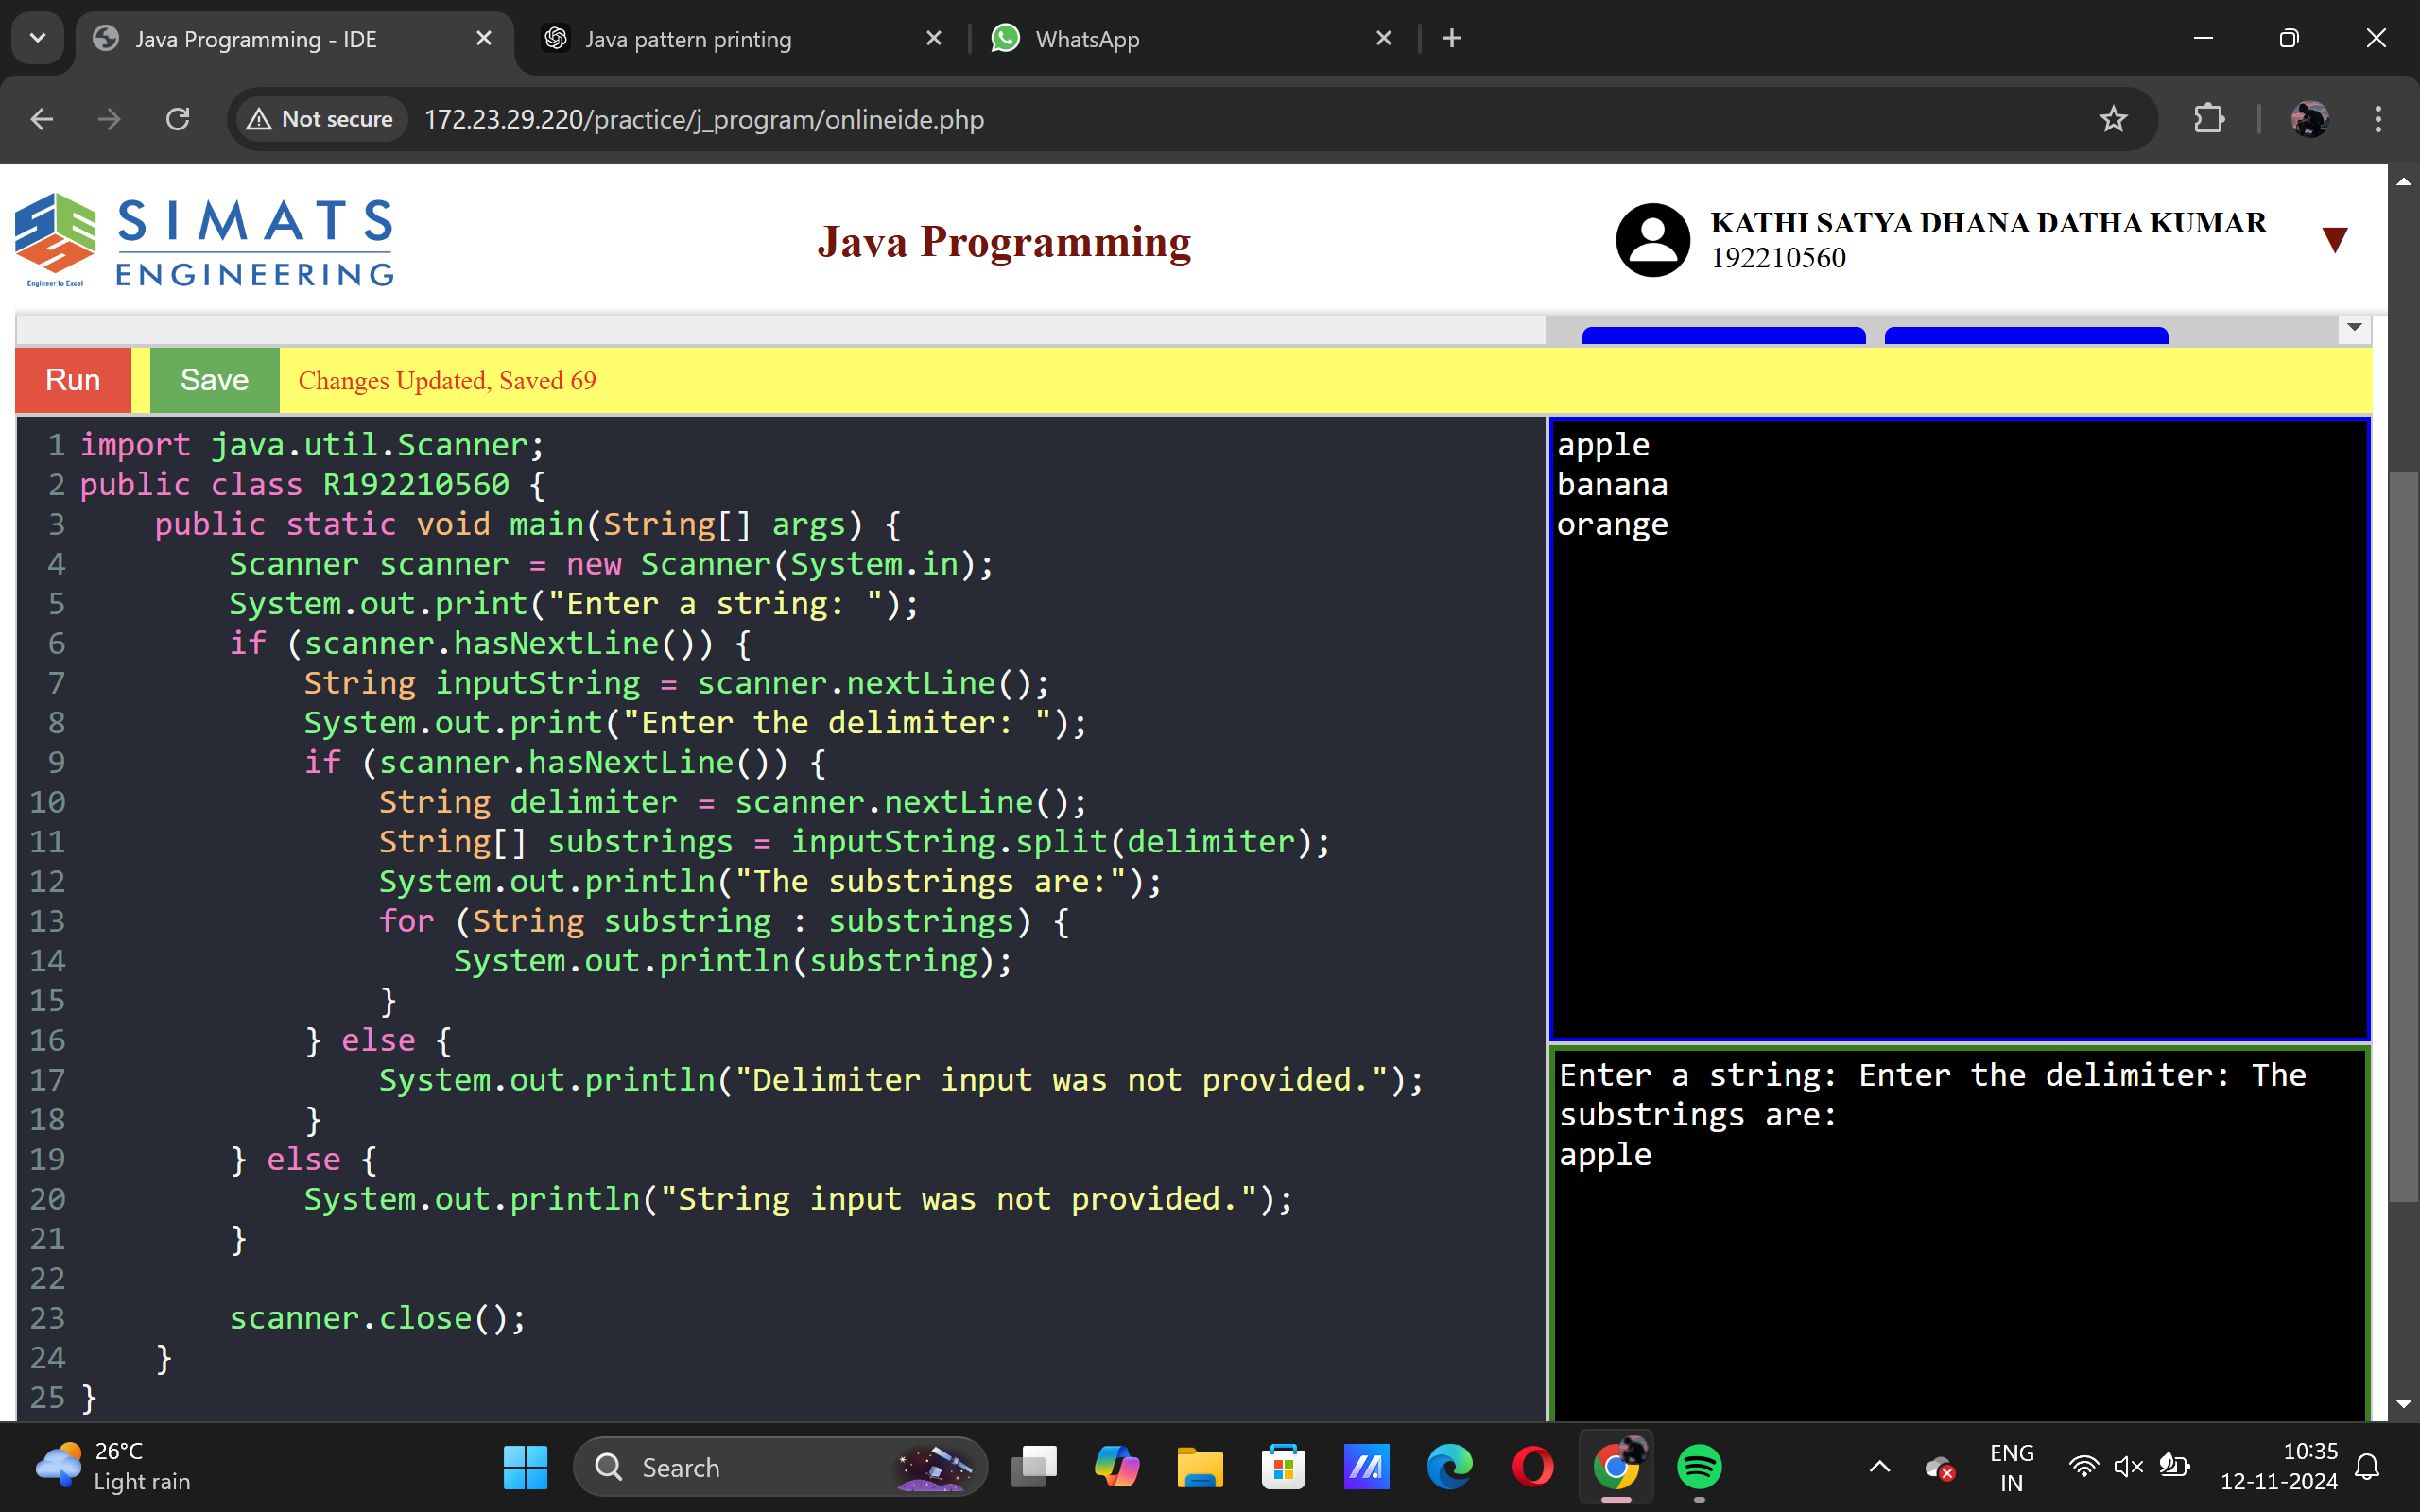 Java Programming - IDE
Java pattern printing
WhatsApp
Not secure
172.23.29.220/practice/j_program/onlineide.php
SIMATS
ENGINEERING
Engineer to Excel
Java Programming
KATHI SATYA DHANA DATHA KUMAR
192210560
Run
Save
Changes Updated, Saved 69
1 import java.util.Scanner;
2 public class R192210560 {
3     public static void main(String[] args) {
4         Scanner scanner = new Scanner(System.in);
5         System.out.print("Enter a string: ");
6         if (scanner.hasNextLine()) {
7             String inputString = scanner.nextLine();
8             System.out.print("Enter the delimiter: ");
9             if (scanner.hasNextLine()) {
10                 String delimiter = scanner.nextLine();
11                 String[] substrings = inputString.split(delimiter);
12                 System.out.println("The substrings are:");
13                 for (String substring : substrings) {
14                     System.out.println(substring);
15                 }
16             } else {
17                 System.out.println("Delimiter input was not provided.");
18             }
19         } else {
20             System.out.println("String input was not provided.");
21         }
22
23         scanner.close();
24     }
25 }
apple
banana
orange
Enter a string: Enter the delimiter: The
substrings are:
apple
26°C
Light rain
Search
ENG
IN
10:35
12-11-2024